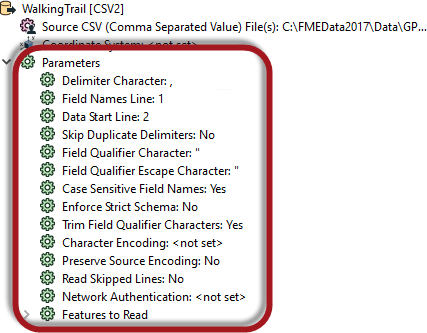 WalkingTrail [CSV2]
Source CSV (Comma Separated Value) File(s): C:\FMEData2017\Data\GP...
Coordinate System: <not set>
Parameters
Delimiter Character: ,
Field Names Line: 1
Data Start Line: 2
Skip Duplicate Delimiters: No
Field Qualifier Character: "
Field Qualifier Escape Character: "
Case Sensitive Field Names: Yes
Enforce Strict Schema: No
Trim Field Qualifier Characters: Yes
Character Encoding: <not set>
Preserve Source Encoding: No
Read Skipped Lines: No
Network Authentication: <not set>
Features to Read